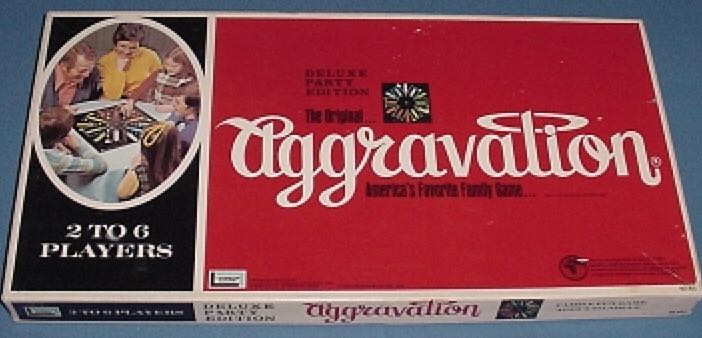 DELUXE
PARTY
EDITION
The Original...
aggravation®
America's Favorite Family Game...
2 TO 6
PLAYERS
2 TO 6 PLAYERS
DELUXE
PARTY
EDITION
aggravation